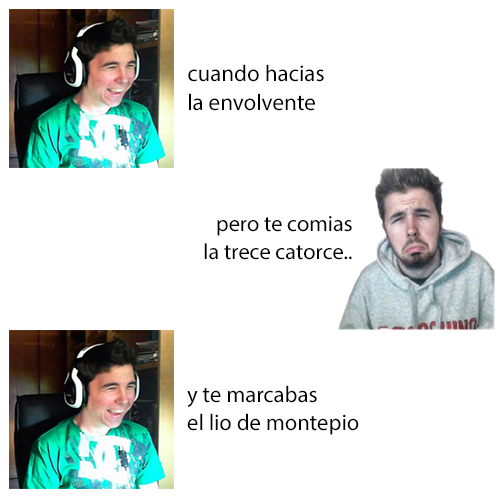 cuando hacias
la envolvente
pero te comias
la trece catorce..
y te marcabas
el lio de montepio